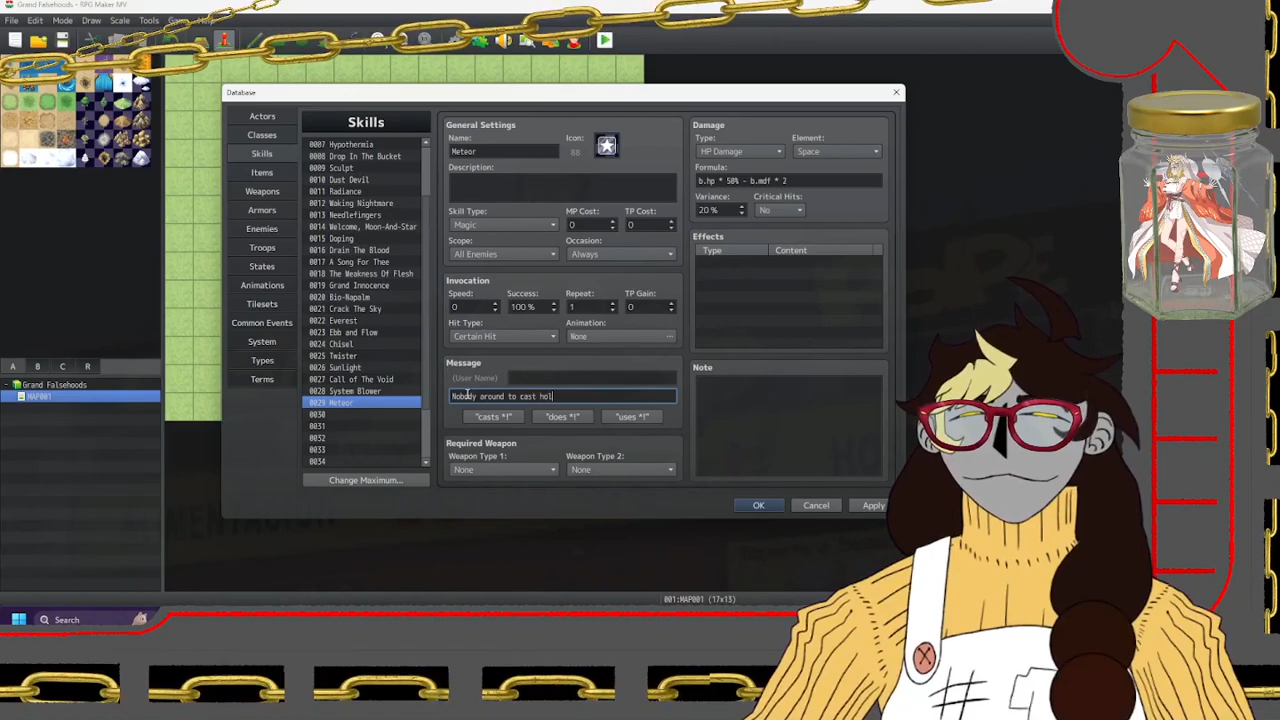 Grand Falsehoods - RPG Maker MV
File Edit Mode Draw Scale Tools Game Help
Database
Actors
Classes
Skills
Items
Weapons
Armors
Enemies
Troops
States
Animations
Tilesets
Common Events
System
Types
Terms
Skills
0007 Hypothermia
0008 Drop In The Bucket
0009 Sculpt
0010 Dust Devil
0011 Radiance
0012 Waking Nightmare
0013 Needlefingers
0014 Welcome, Moon-And-Star
0015 Doping
0016 Drain The Blood
0017 A Song For Thee
0018 The Weakness Of Flesh
0019 Grand Innocence
0020 Bio-Napalm
0021 Crack The Sky
0022 Everest
0023 Ebb and Flow
0024 Chisel
0025 Twister
0026 Sunlight
0027 Call of The Void
0028 System Blower
0029 Meteor
0030
0031
0032
0033
0034
Change Maximum...
General Settings
Name: Icon:
Meteor 88
Description:
Skill Type: MP Cost: TP Cost:
Magic 0 0
Scope: Occasion:
All Enemies Always
Invocation
Speed: Success: Repeat: TP Gain:
0 100 % 1 0
Hit Type: Animation:
Certain Hit None ...
Message
(User Name)
Nobody around to cast hol
"casts *!" "does *!" "uses *!"
Required Weapon
Weapon Type 1: Weapon Type 2:
None None
Damage
Type: Element:
HP Damage Space
Formula:
b.hp * 50% - b.mdf * 2
Variance: Critical Hits:
20 % No
Effects
Type Content
Note
OK Cancel Apply
A B C R
Grand Falsehoods
MAP001
001:MAP001 (17x13)
Search